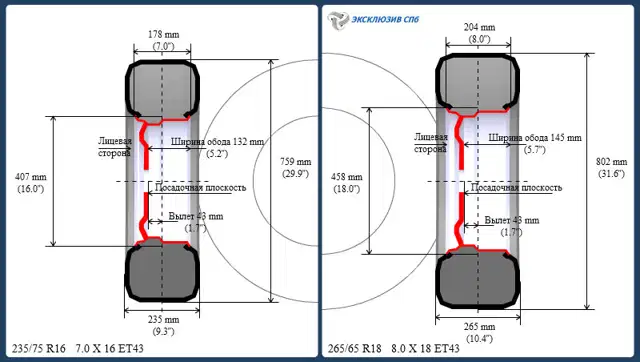 178 mm
(7.0")
Лицевая
сторона
Ширина обода 132 mm
(5.2")
407 mm
(16.0")
759 mm
(29.9")
Посадочная плоскость
Вылет 43 mm
(1.7")
235 mm
(9.3")
235/75 R16 7.0 X 16 ET43
ЭКСКЛЮЗИВ СПб
204 mm
(8.0")
Лицевая
сторона
Ширина обода 145 mm
(5.7")
458 mm
(18.0")
802 mm
(31.6")
Посадочная плоскость
Вылет 43 mm
(1.7")
265 mm
(10.4")
265/65 R18 8.0 X 18 ET43